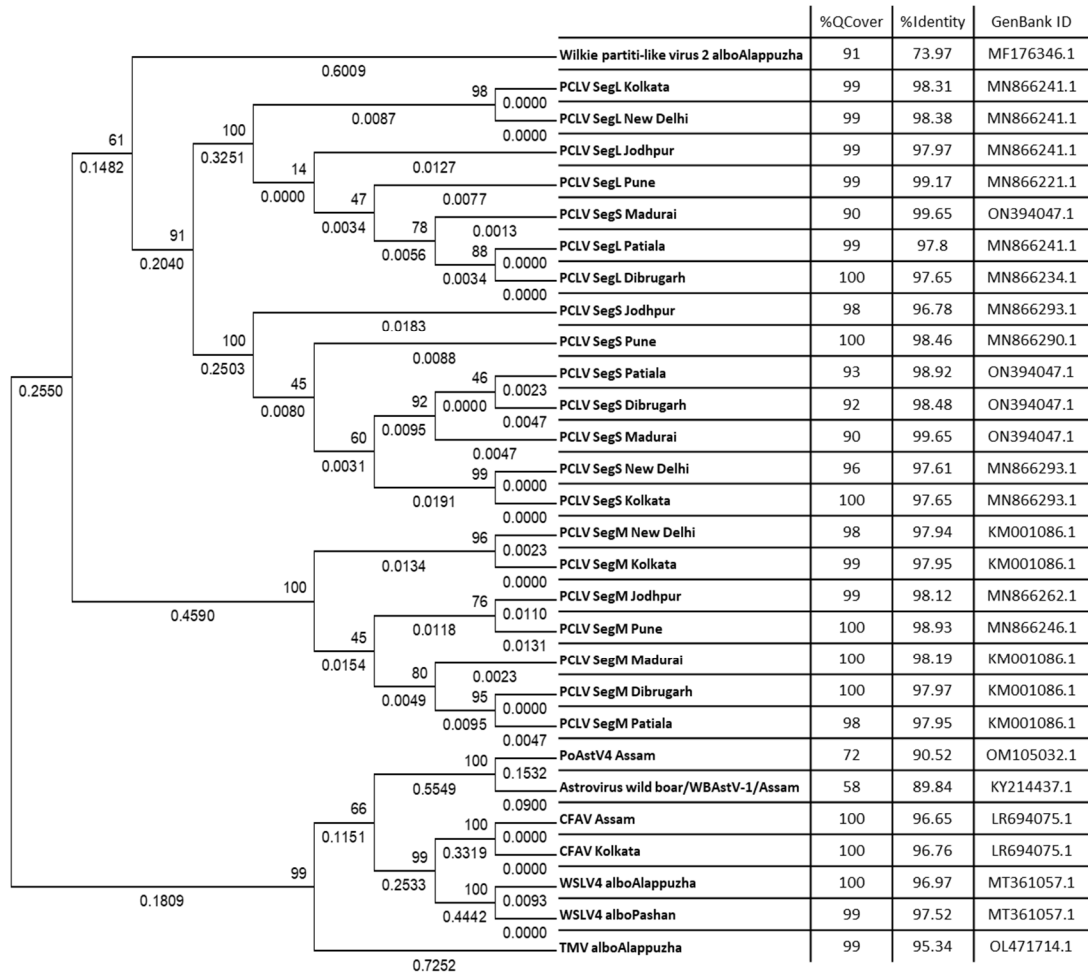 %QCover %Identity GenBank ID
Wilkie partiti-like virus 2 alboAlappuzha 91 73.97 MF176346.1
0.6009
98 PCLV SegL Kolkata 99 98.31 MN866241.1
0.0000
0.0087
100 PCLV SegL New Delhi 99 98.38 MN866241.1
61 0.0000
0.3251
0.1482
14 PCLV SegL Jodhpur 99 97.97 MN866241.1
0.0127
0.0000
47 PCLV SegL Pune 99 99.17 MN866221.1
0.0077
0.0034
78 PCLV SegS Madurai 90 99.65 ON394047.1
91 0.0013
0.0056
0.2040
88 PCLV SegL Patiala 99 97.8 MN866241.1
0.0000
0.0034
PCLV SegL Dibrugarh 100 97.65 MN866234.1
0.0000
PCLV SegS Jodhpur 98 96.78 MN866293.1
0.0183
100 PCLV SegS Pune 100 98.46 MN866290.1
0.0088
0.2503
45 46 PCLV SegS Patiala 93 98.92 ON394047.1
0.2550 0.0023
0.0080
92 0.0000 PCLV SegS Dibrugarh 92 98.48 ON394047.1
0.0047
0.0095
60 PCLV SegS Madurai 90 99.65 ON394047.1
0.0047
0.0031
99 PCLV SegS New Delhi 96 97.61 MN866293.1
0.0000
0.0191
PCLV SegS Kolkata 100 97.65 MN866293.1
0.0000
96 PCLV SegM New Delhi 98 97.94 KM001086.1
0.0023
0.0134
PCLV SegM Kolkata 99 97.95 KM001086.1
100 0.0000
0.4590
76 PCLV SegM Jodhpur 99 98.12 MN866262.1
0.0110
0.0118
45 PCLV SegM Pune 100 98.93 MN866246.1
0.0131
0.0154
80 PCLV SegM Madurai 100 98.19 KM001086.1
0.0023
0.0049
95 PCLV SegM Dibrugarh 100 97.97 KM001086.1
0.0000
0.0095
PCLV SegM Patiala 98 97.95 KM001086.1
0.0047
100 PoAstV4 Assam 72 90.52 OM105032.1
0.1532
0.5549
Astrovirus wild boar/WBAstV-1/Assam 58 89.84 KY214437.1
0.0900
66 100 CFAV Assam 100 96.65 LR694075.1
0.1151 0.0000
99 0.3319 CFAV Kolkata 100 96.76 LR694075.1
0.0000
0.2533
99 100 WSLV4 alboAlappuzha 100 96.97 MT361057.1
0.1809 0.0093
0.4442
WSLV4 alboPashan 99 97.52 MT361057.1
0.0000
TMV alboAlappuzha 99 95.34 OL471714.1
0.7252